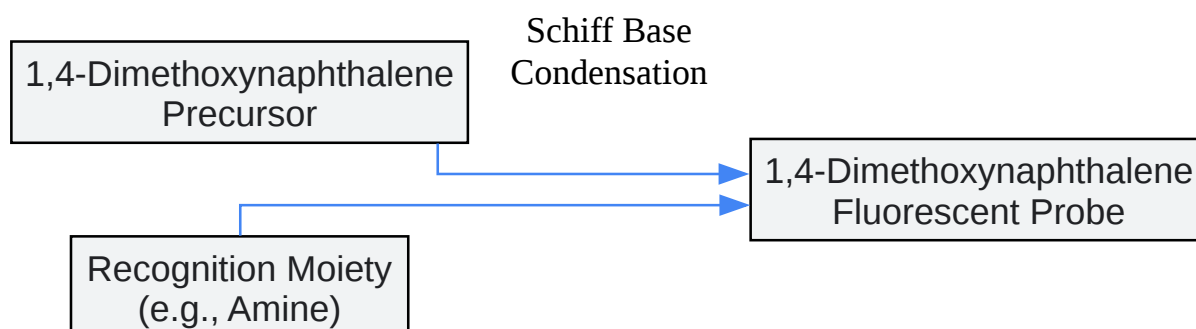 Schiff Base
Condensation
1,4-Dimethoxynaphthalene
Precursor
1,4-Dimethoxynaphthalene
Fluorescent Probe
Recognition Moiety
(e.g., Amine)